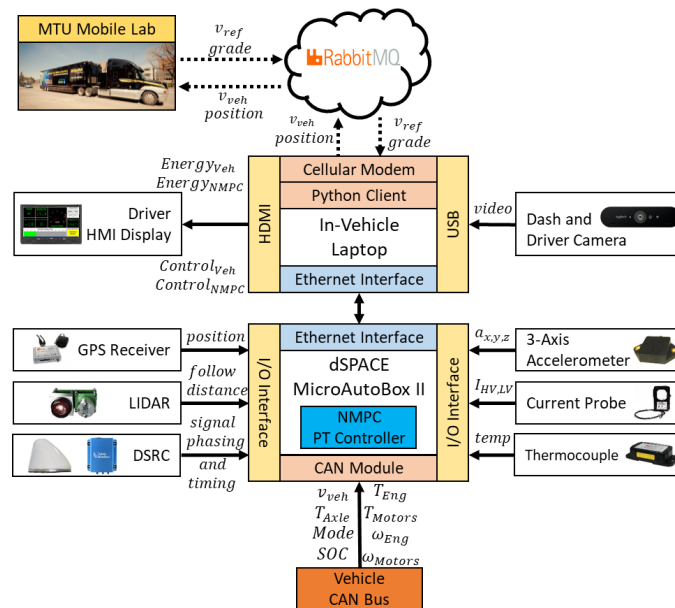 MTU Mobile Lab
v_ref
grade
v_veh
position
RabbitMQ
v_veh
position
v_ref
grade
Energy_Veh
Energy_NMPC
Cellular Modem
Python Client
In-Vehicle
Laptop
Ethernet Interface
HDMI
USB
Driver
HMI Display
video
Dash and
Driver Camera
Control_Veh
Control_NMPC
GPS Receiver
position
LIDAR
follow
distance
DSRC
signal
phasing
and
timing
I/O Interface
Ethernet Interface
dSPACE
MicroAutoBox II
NMPC
PT Controller
CAN Module
I/O Interface
a_x,y,z
3-Axis
Accelerometer
I_HV,LV
Current Probe
temp
Thermocouple
v_veh
T_Axle
Mode
SOC
T_Eng
T_Motors
ω_Eng
ω_Motors
Vehicle
CAN Bus